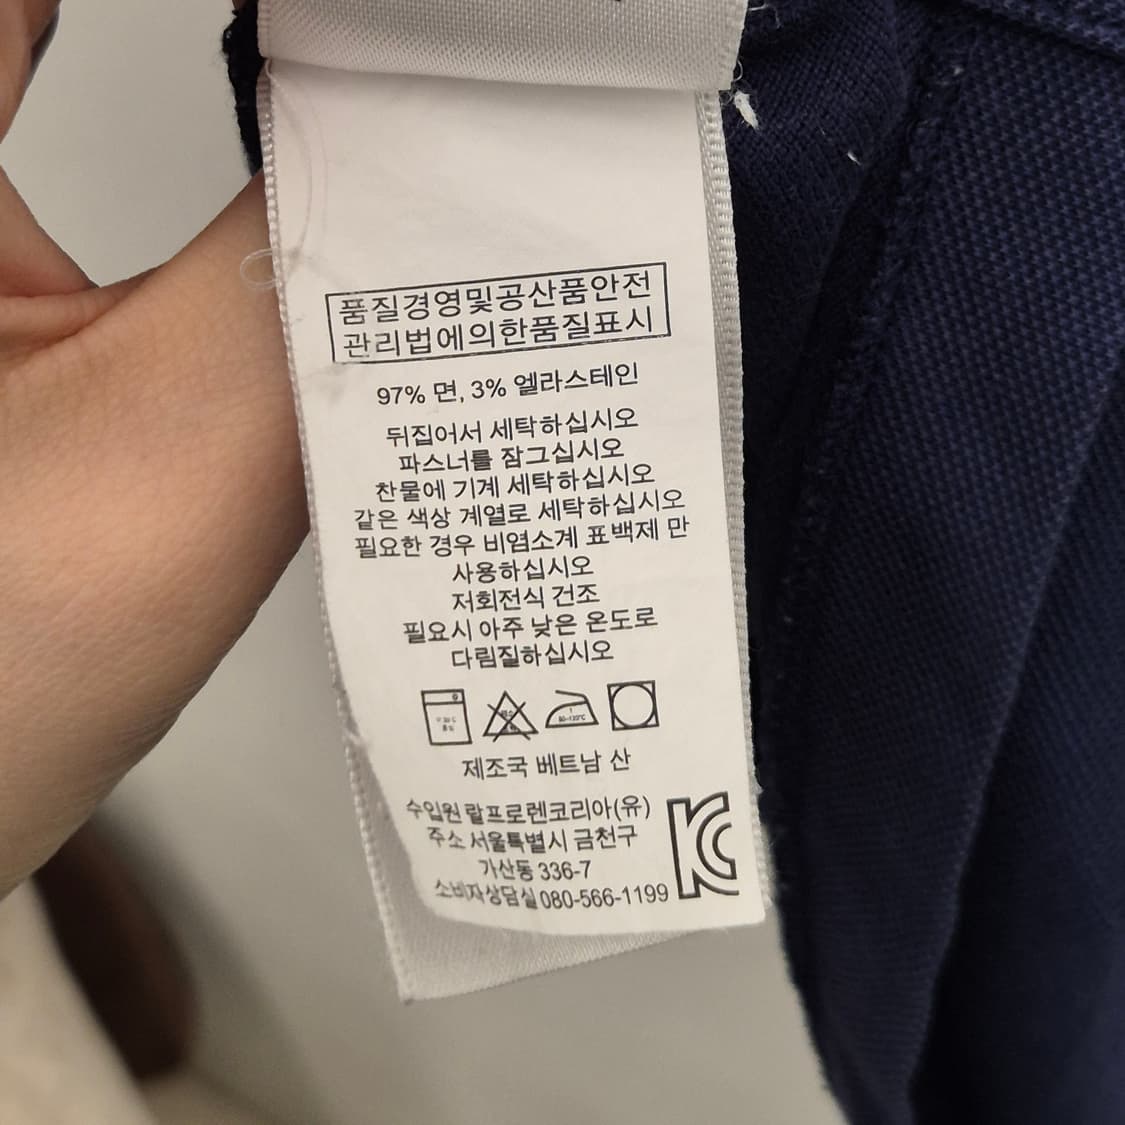 품질경영및공산품안전
관리법에의한품질표시
97% 면, 3% 엘라스테인
뒤집어서 세탁하십시오
파스너를 잠그십시오
찬물에 기계 세탁하십시오
같은 색상 계열로 세탁하십시오
필요한 경우 비염소계 표백제 만
사용하십시오
저회전식 건조
필요시 아주 낮은 온도로
다림질하십시오
80~120°C
제조국 베트남 산
수입원 랄프로렌코리아(유)
주소 서울특별시 금천구
가산동 336-7
소비자상담실 080-566-1199
KC